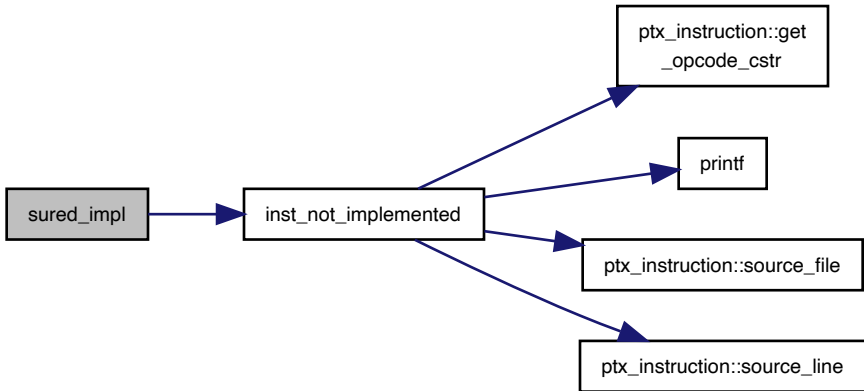 ptx_instruction::get
_opcode_cstr
printf
sured_impl
inst_not_implemented
ptx_instruction::source_file
ptx_instruction::source_line